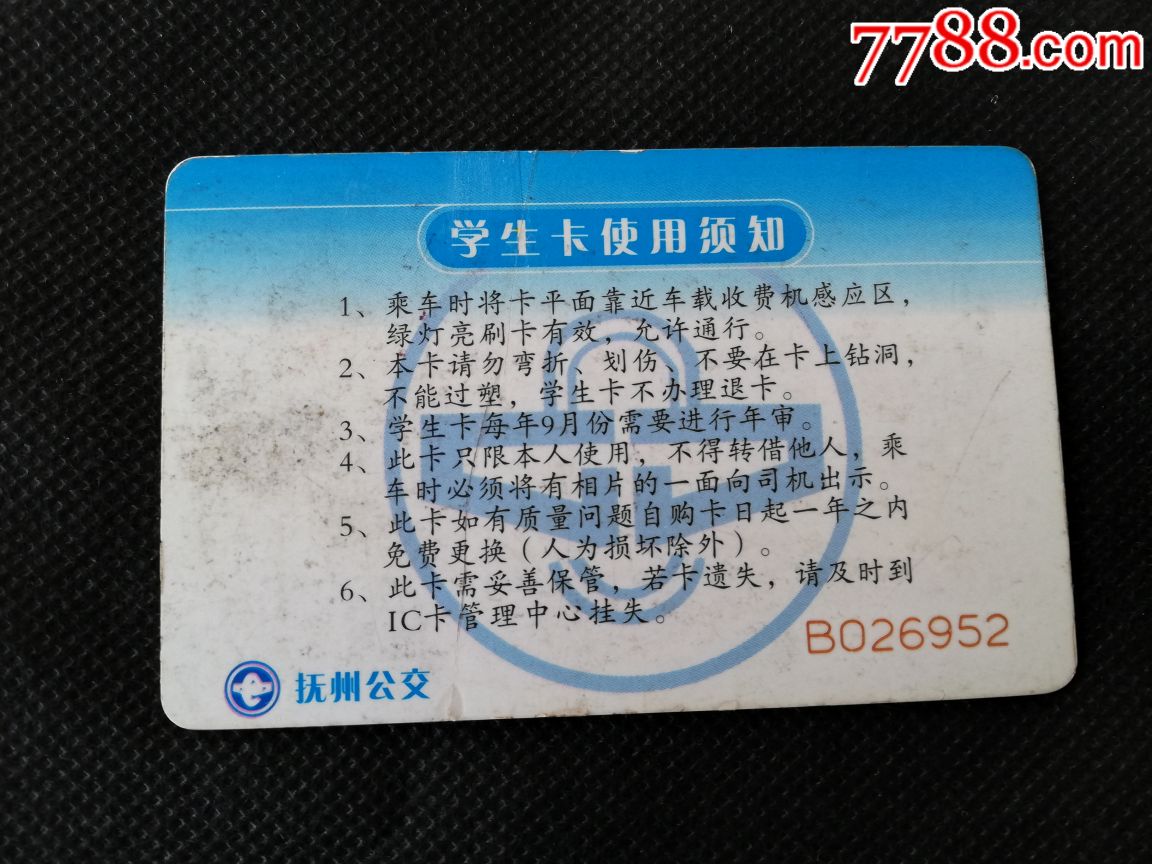 7788.com
学生卡使用须知
1、乘车时将卡平面靠近车载收费机感应区，
绿灯亮刷卡有效，允许通行。
2、本卡请勿弯折、划伤、不要在卡上钻洞，
不能过塑，学生卡不办理退卡。
3、学生卡每年9月份需要进行年审。
4、此卡只限本人使用，不得转借他人，乘
车时必须将有相片的一面向司机出示。
5、此卡如有质量问题自购卡日起一年之内
免费更换（人为损坏除外）。
6、此卡需妥善保管，若卡遗失，请及时到
IC卡管理中心挂失。
B026952
抚州公交